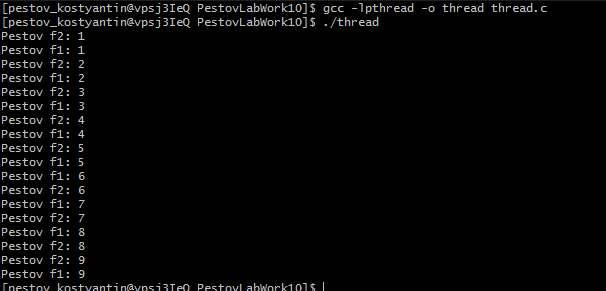 [pestov_kostyantin@vpsj3IeQ PestovLabWork10]$ gcc -lpthread -o thread thread.c
[pestov_kostyantin@vpsj3IeQ PestovLabWork10]$ ./thread
Pestov f2: 1
Pestov f1: 1
Pestov f2: 2
Pestov f1: 2
Pestov f2: 3
Pestov f1: 3
Pestov f2: 4
Pestov f1: 4
Pestov f2: 5
Pestov f1: 5
Pestov f1: 6
Pestov f2: 6
Pestov f1: 7
Pestov f2: 7
Pestov f1: 8
Pestov f2: 8
Pestov f2: 9
Pestov f1: 9
[pestov_kostyantin@vpsj3IeQ PestovLabWork10]$